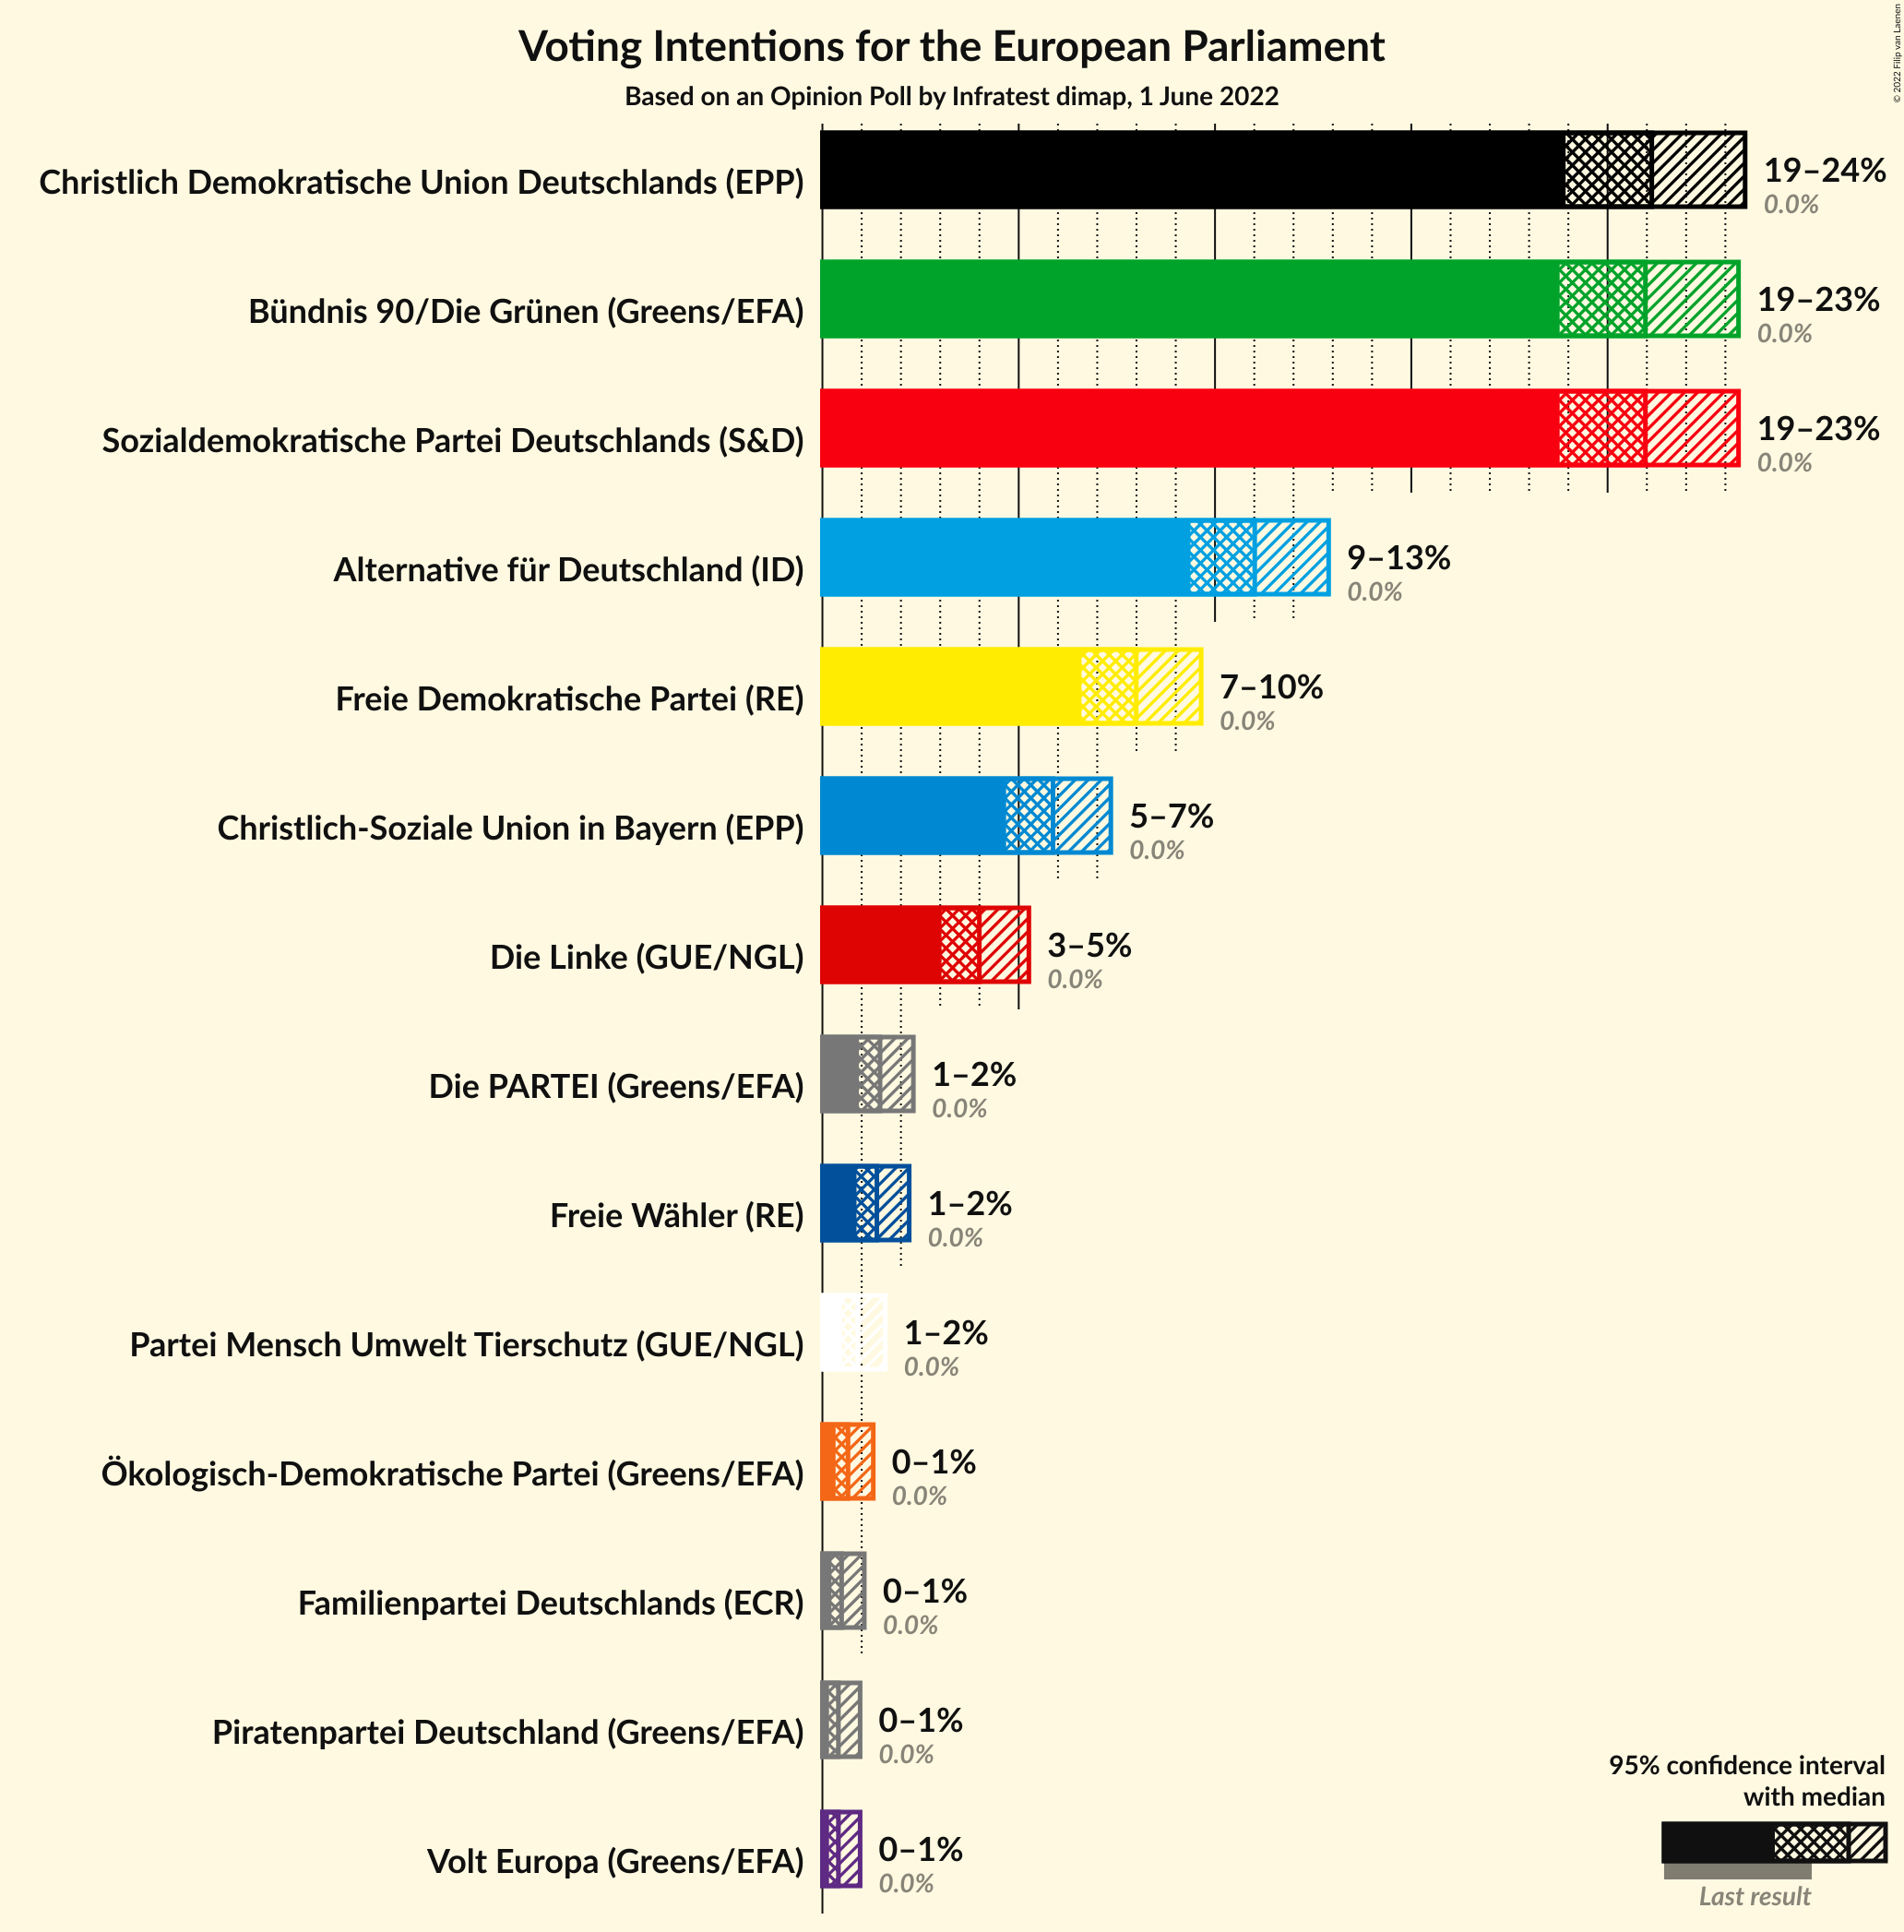 Voting Intentions for the European Parliament
Based on an Opinion Poll by Infratest dimap, 1 June 2022
© 2022 Filip van Laenen
Christlich Demokratische Union Deutschlands (EPP)
19–24%
0.0%
Bündnis 90/Die Grünen (Greens/EFA)
19–23%
0.0%
Sozialdemokratische Partei Deutschlands (S&D)
19–23%
0.0%
Alternative für Deutschland (ID)
9–13%
0.0%
Freie Demokratische Partei (RE)
7–10%
0.0%
Christlich-Soziale Union in Bayern (EPP)
5–7%
0.0%
Die Linke (GUE/NGL)
3–5%
0.0%
Die PARTEI (Greens/EFA)
1–2%
0.0%
Freie Wähler (RE)
1–2%
0.0%
Partei Mensch Umwelt Tierschutz (GUE/NGL)
1–2%
0.0%
Ökologisch-Demokratische Partei (Greens/EFA)
0–1%
0.0%
Familienpartei Deutschlands (ECR)
0–1%
0.0%
Piratenpartei Deutschland (Greens/EFA)
0–1%
0.0%
Volt Europa (Greens/EFA)
0–1%
0.0%
95% confidence interval
with median
Last result